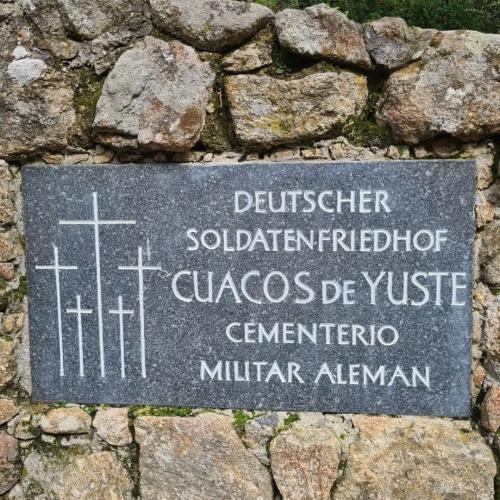 DEUTSCHER
SOLDATENFRIEDHOF
CUACOS DE YUSTE
CEMENTERIO
MILITAR ALEMAN